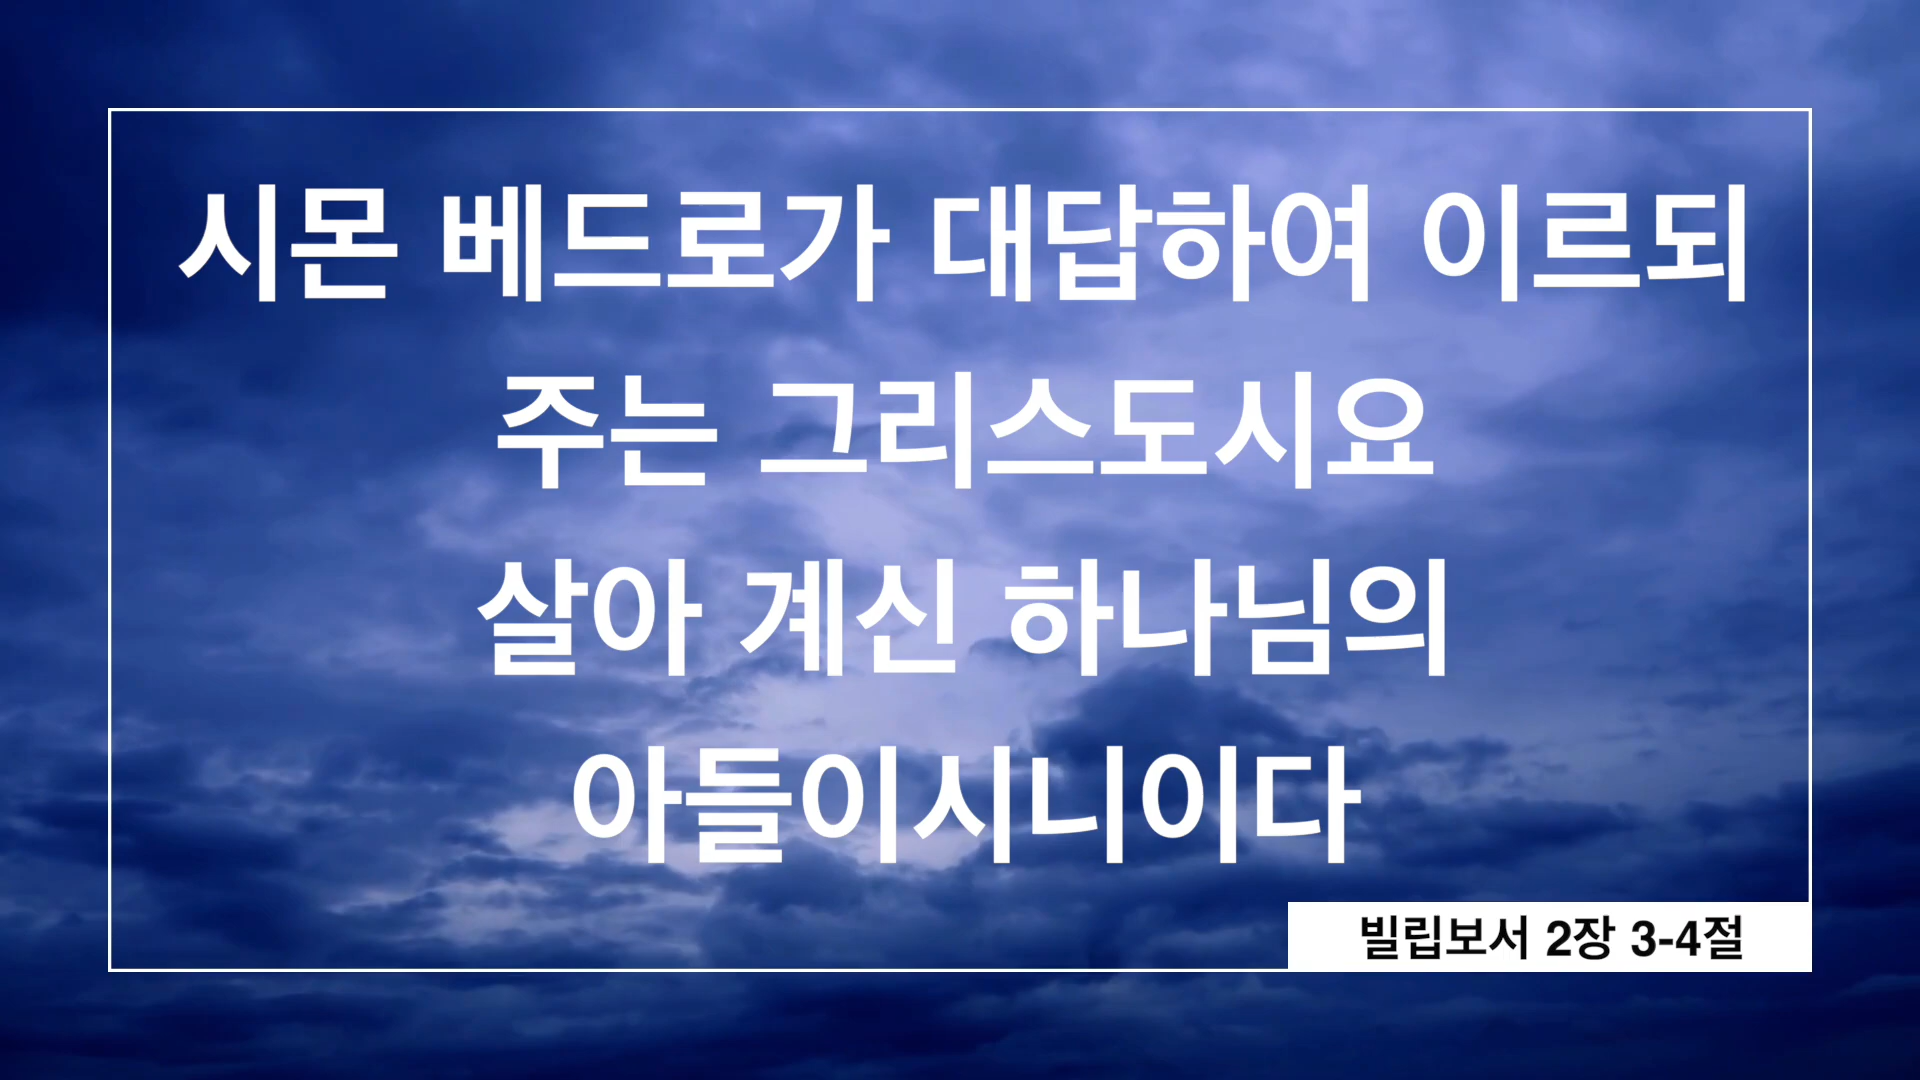 시몬 베드로가 대답하여 이르되
주는 그리스도시요
살아 계신 하나님의
아들이시니이다
빌립보서 2장 3-4절